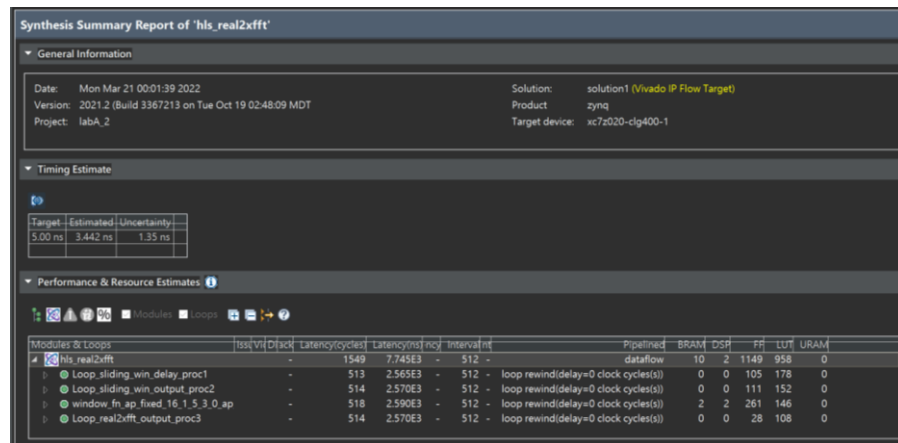 Synthesis Summary Report of 'hls_real2xfft'
General Information
Date: Mon Mar 21 00:01:39 2022 Solution: solution1 (Vivado IP Flow Target)
Version: 2021.2 (Build 3367213 on Tue Oct 19 02:48:09 MDT Product zynq
Project: labA_2 Target device: xc7z020-clg400-1
Timing Estimate
Target Estimated Uncertainty
5.00 ns 3.442 ns 1.35 ns
Performance & Resource Estimates
% Modules Loops
Modules & Loops Latency(cycles) Latency(ns) Interval Pipelined BRAM DSP FF LUT URAM
hls_real2xfft - 1549 7.745E3 - 512 - dataflow 10 2 1149 958 0
Loop_sliding_win_delay_proc1 - 513 2.565E3 - 512 - loop rewind(delay=0 clock cycles(s)) 0 0 105 178 0
Loop_sliding_win_output_proc2 - 514 2.570E3 - 512 - loop rewind(delay=0 clock cycles(s)) 0 0 111 152 0
window_fn_ap_fixed_16_1_5_3_0_ap - 518 2.590E3 - 512 - loop rewind(delay=0 clock cycles(s)) 2 2 261 146 0
Loop_real2xfft_output_proc3 - 514 2.570E3 - 512 - loop rewind(delay=0 clock cycles(s)) 0 0 28 108 0